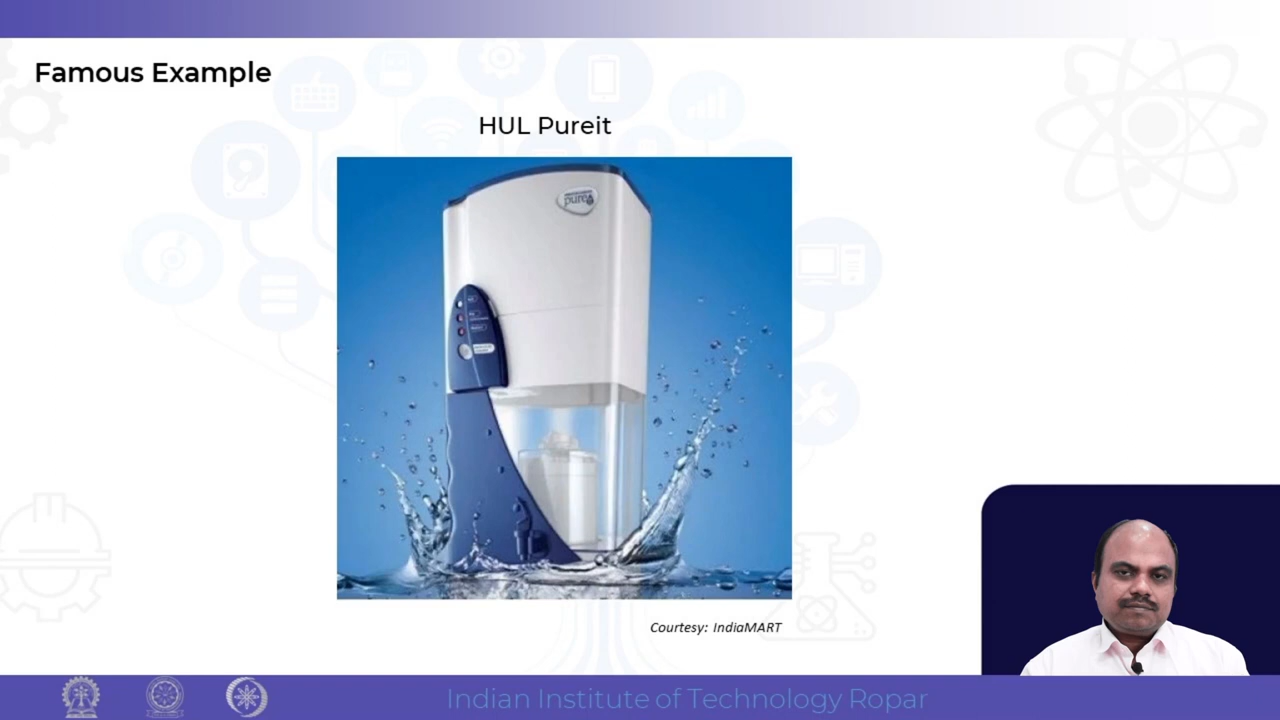 Famous Example
HUL Pureit
Courtesy: IndiaMART
Indian Institute of Technology Ropar